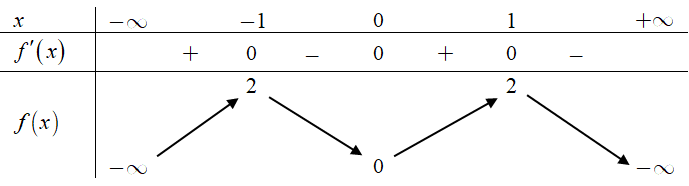 x −∞ −1 0 1 +∞
f′(x) + 0 − 0 + 0 −
2 2
f(x)
−∞ 0 −∞